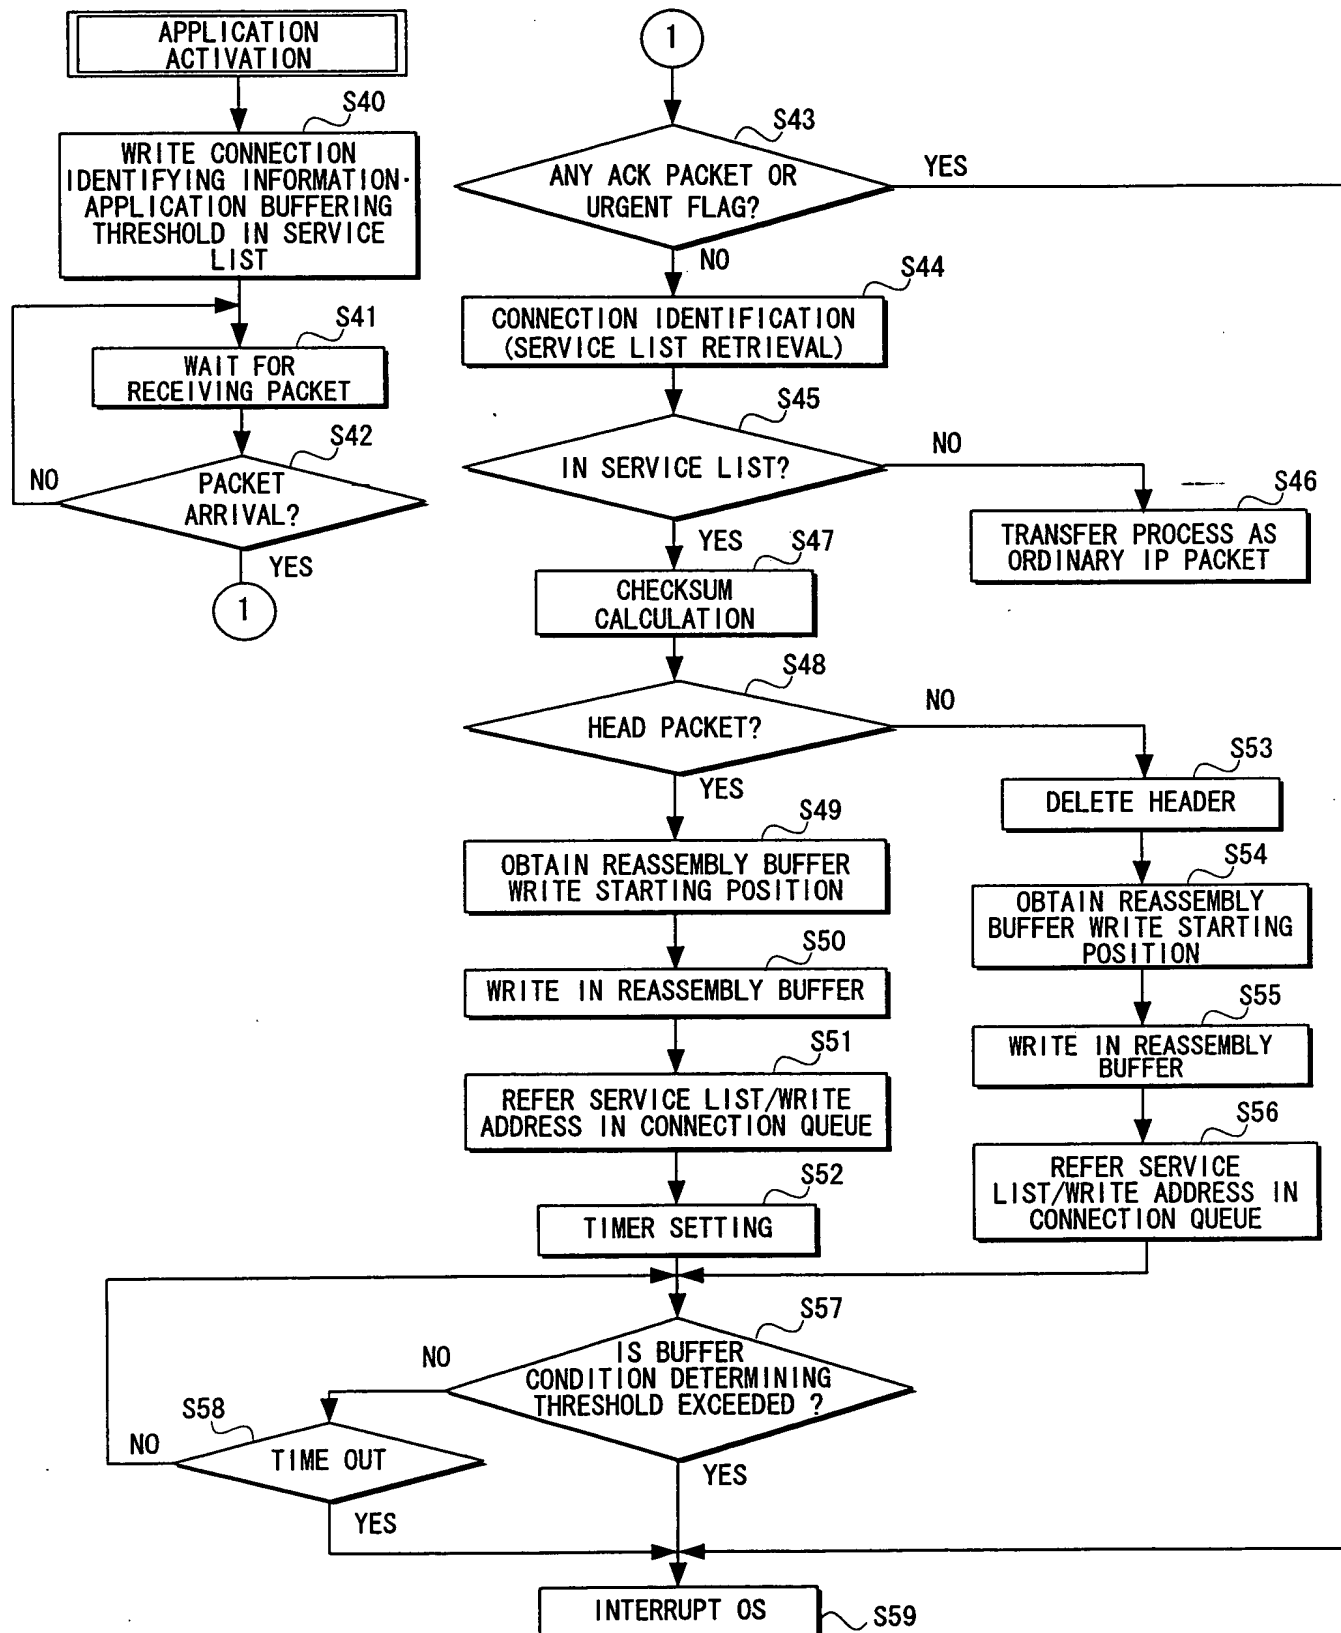 APPLICATION
ACTIVATION
S40
WRITE CONNECTION
IDENTIFYING INFORMATION·
APPLICATION BUFFERING
THRESHOLD IN SERVICE
LIST
S41
WAIT FOR
RECEIVING PACKET
S42
NO
PACKET
ARRIVAL?
YES
1
1
S43
ANY ACK PACKET OR
URGENT FLAG?
YES
NO
S44
CONNECTION IDENTIFICATION
(SERVICE LIST RETRIEVAL)
S45
IN SERVICE LIST?
NO
S46
TRANSFER PROCESS AS
ORDINARY IP PACKET
YES
S47
CHECKSUM
CALCULATION
S48
HEAD PACKET?
NO
YES
S49
OBTAIN REASSEMBLY BUFFER
WRITE STARTING POSITION
S50
WRITE IN REASSEMBLY BUFFER
S51
REFER SERVICE LIST/WRITE
ADDRESS IN CONNECTION QUEUE
S52
TIMER SETTING
S53
DELETE HEADER
S54
OBTAIN REASSEMBLY
BUFFER WRITE STARTING
POSITION
S55
WRITE IN REASSEMBLY
BUFFER
S56
REFER SERVICE
LIST/WRITE ADDRESS IN
CONNECTION QUEUE
S57
IS BUFFER
CONDITION DETERMINING
THRESHOLD EXCEEDED ?
NO
YES
S58
TIME OUT
NO
YES
INTERRUPT OS
S59